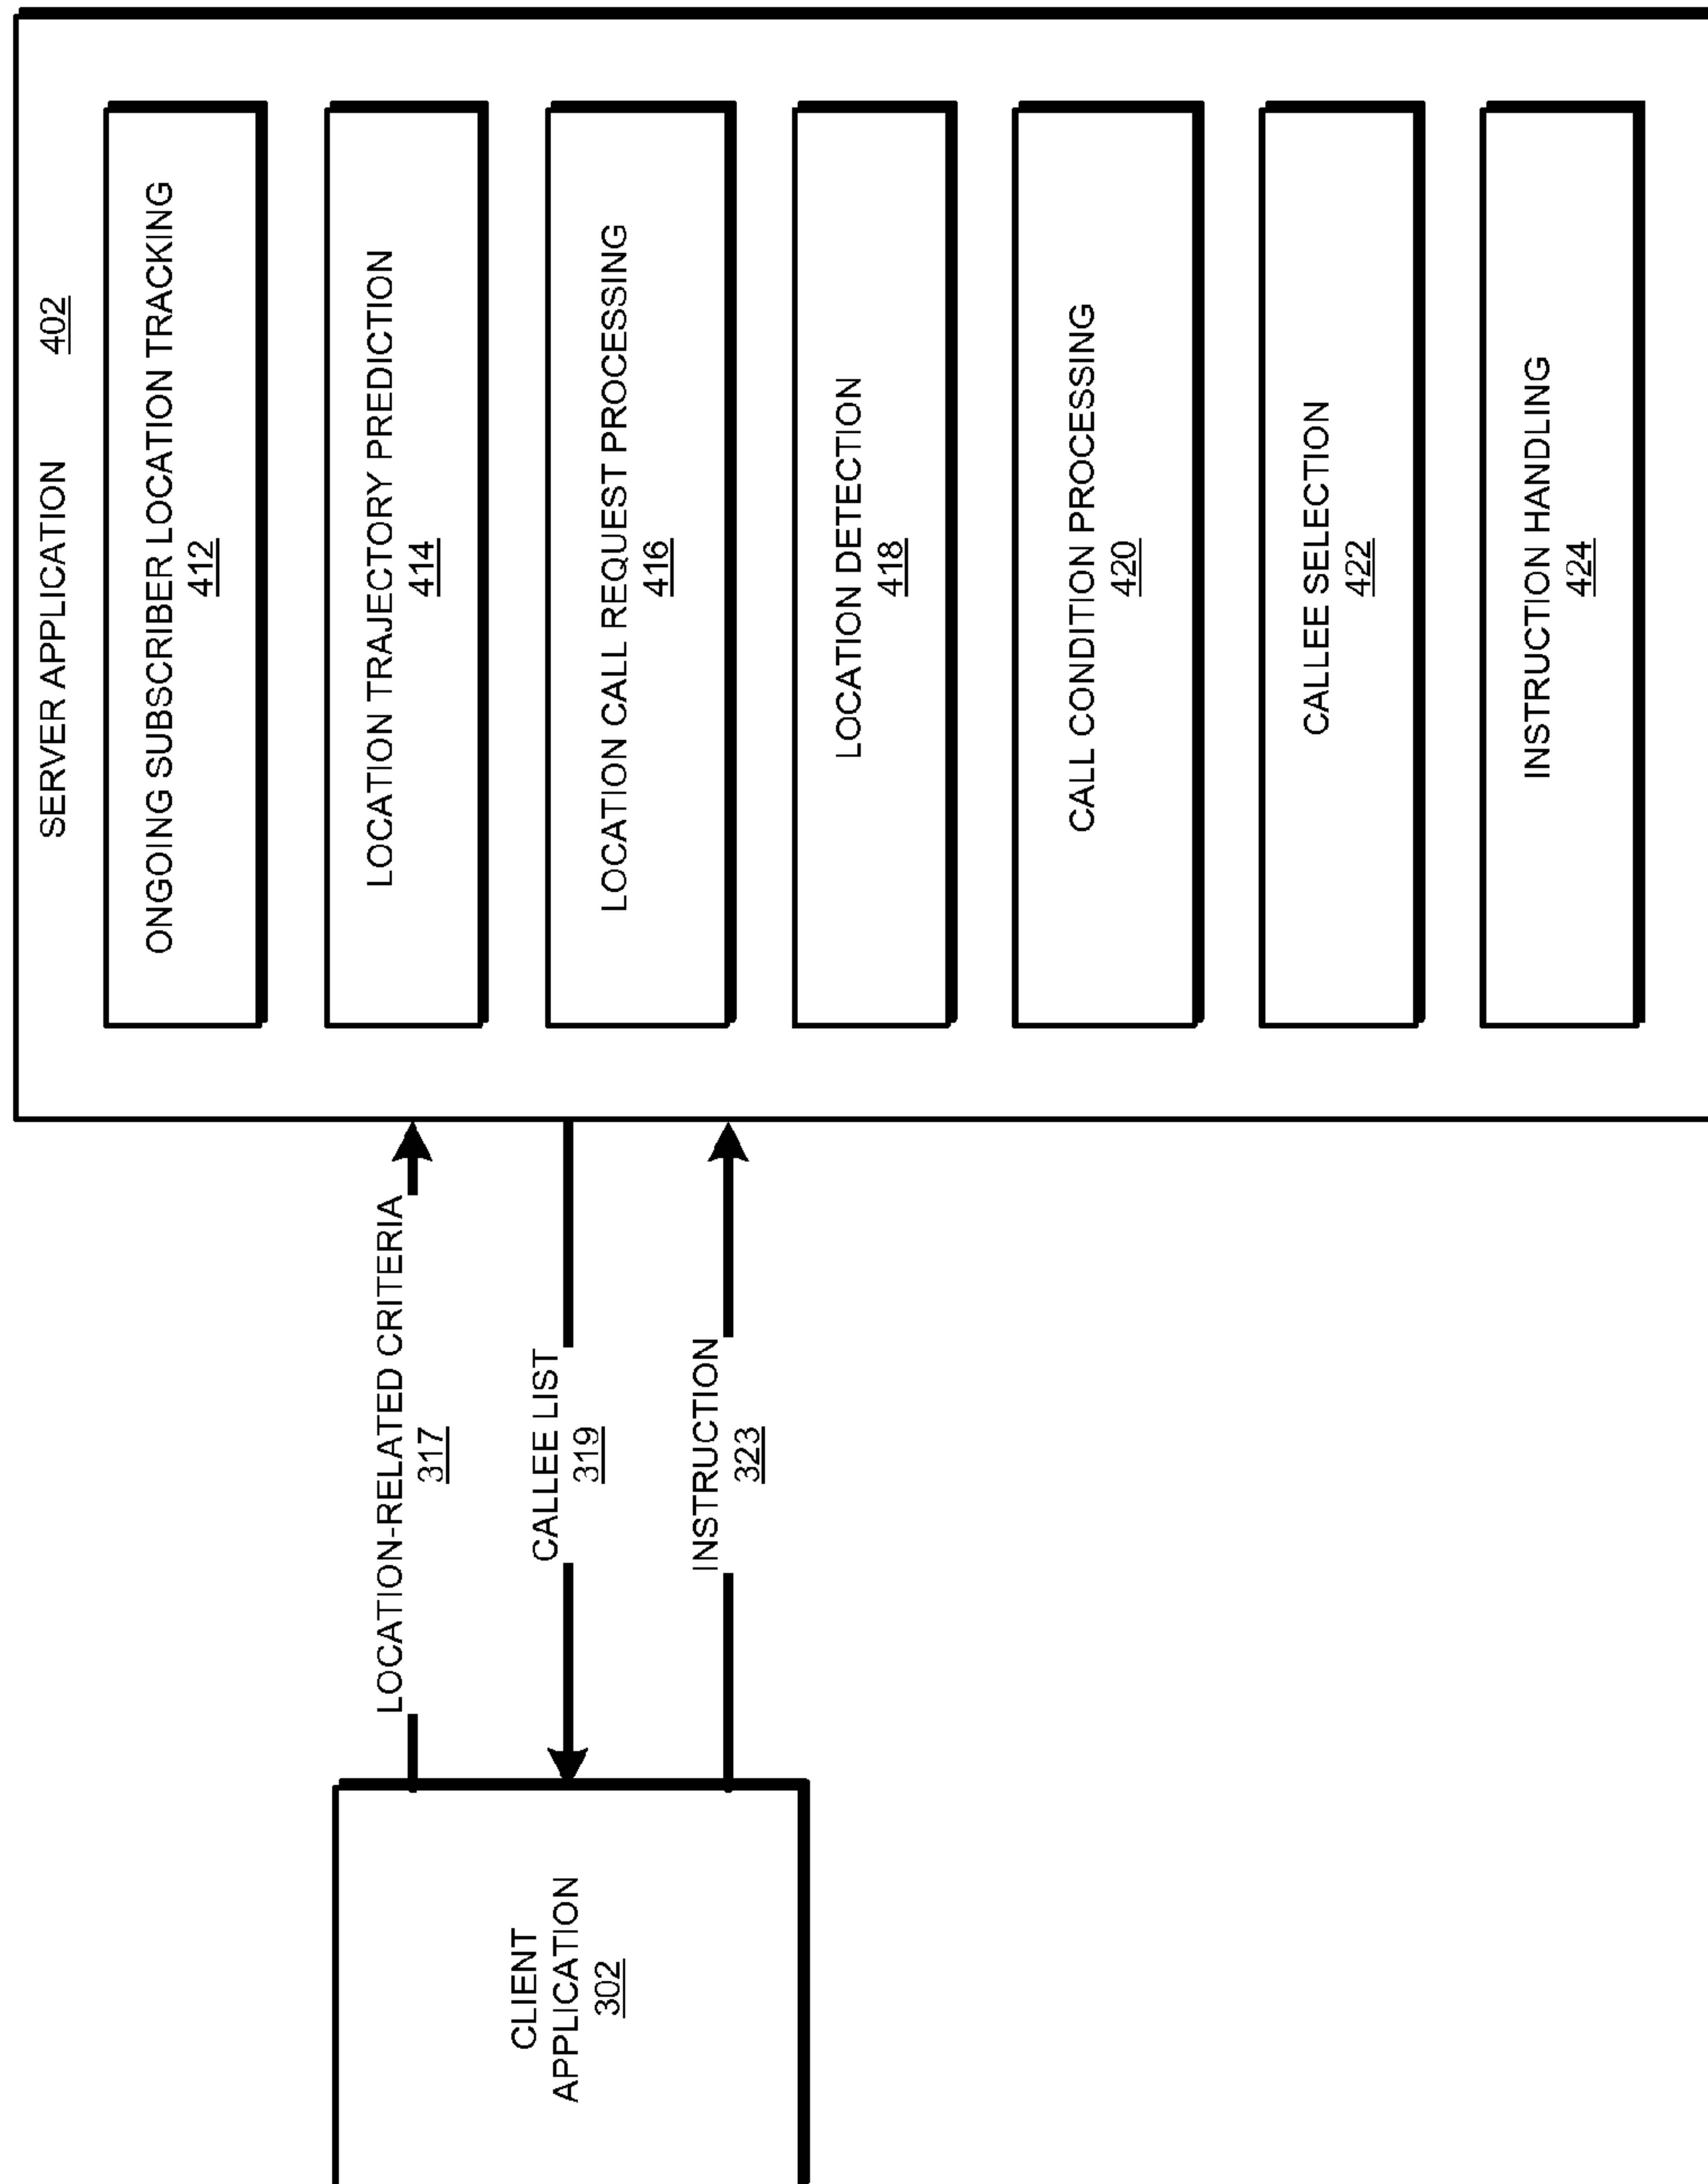 SERVER APPLICATION 402
ONGOING SUBSCRIBER LOCATION TRACKING
412
LOCATION TRAJECTORY PREDICTION
414
LOCATION CALL REQUEST PROCESSING
416
LOCATION DETECTION
418
CALL CONDITION PROCESSING
420
CALLEE SELECTION
422
INSTRUCTION HANDLING
424
LOCATION-RELATED CRITERIA
317
CALLEE LIST
319
INSTRUCTION
323
CLIENT
APPLICATION
302